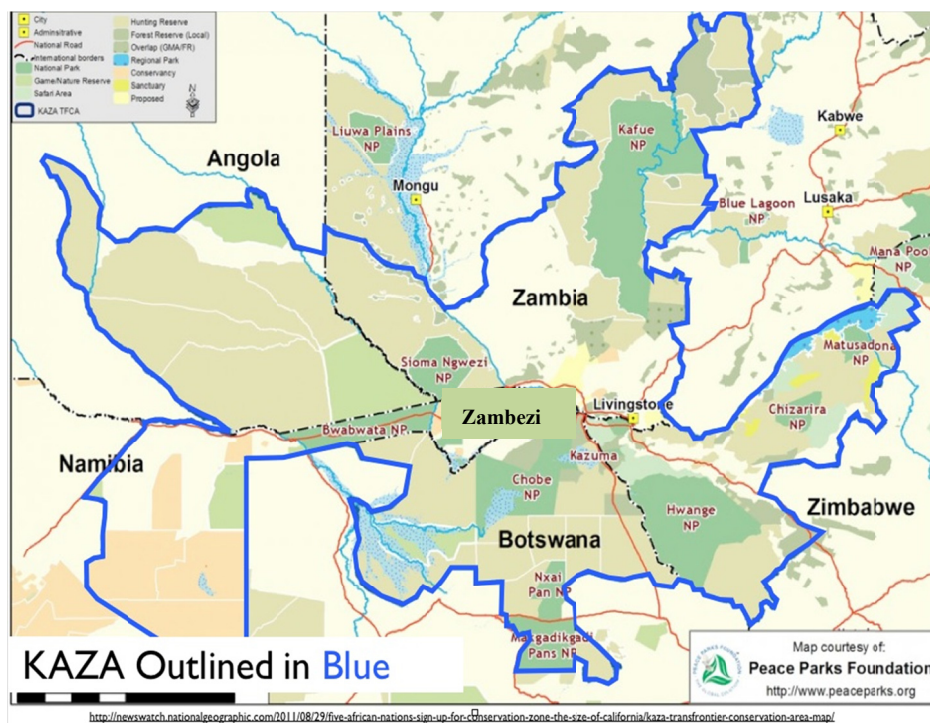 City
Adminsitrative
National Road
International borders
National Park
Game/Nature Reserve
Safari Area
KAZA TFCA
Hunting Reserve
Forest Reserve (Local)
Overlap (GMA/FR)
Regional Park
Conservancy
Sanctuary
Proposed
N
Angola
Liuwa Plains
NP
Mongu
Kafue
NP
Kabwe
Blue Lagoon
NP
Lusaka
Mana Poo
NP
Zambia
Matusadona
NP
Sioma Ngwezi
NP
Zambezi
Livingstone
Chizarira
NP
Bwabwata NP
Namibia
Kazuma
Chobe
NP
Hwange
NP
Zimbabwe
Botswana
Nxai
Pan NP
Makgadikgadi
Pans NP
KAZA Outlined in Blue
Map courtesy of:
Peace Parks Foundation
http://www.peaceparks.org
http://newswatch.nationalgeographic.com/2011/08/29/five-african-nations-sign-up-for-conservation-zone-the-sze-of-california/kaza-transfrontier-conservation-area-map/